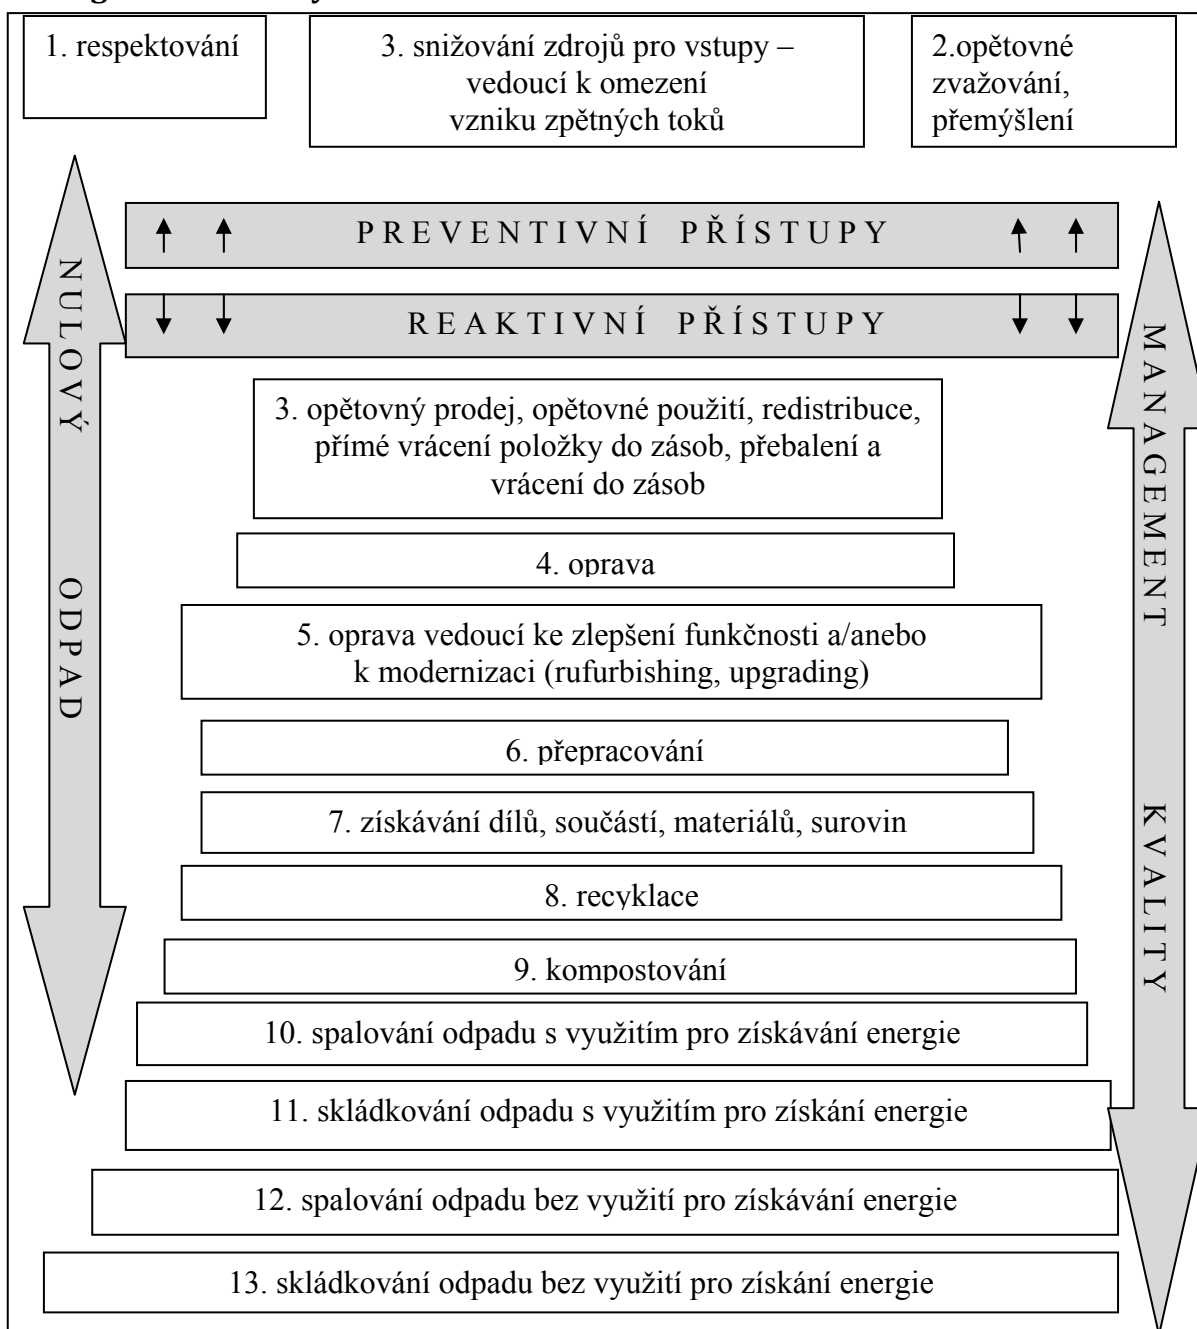 1. respektování
3. snižování zdrojů pro vstupy –
vedoucí k omezení
vzniku zpětných toků
2.opětovné
zvažování,
přemýšlení
PREVENTIVNÍ PŘÍSTUPY
REAKTIVNÍ PŘÍSTUPY
NULOVÝ ODPAD
MANAGEMENT KVALITY
3. opětovný prodej, opětovné použití, redistribuce,
přímé vrácení položky do zásob, přebalení a
vrácení do zásob
4. oprava
5. oprava vedoucí ke zlepšení funkčnosti a/anebo
k modernizaci (rufurbishing, upgrading)
6. přepracování
7. získávání dílů, součástí, materiálů, surovin
8. recyklace
9. kompostování
10. spalování odpadu s využitím pro získávání energie
11. skládkování odpadu s využitím pro získání energie
12. spalování odpadu bez využití pro získávání energie
13. skládkování odpadu bez využití pro získání energie